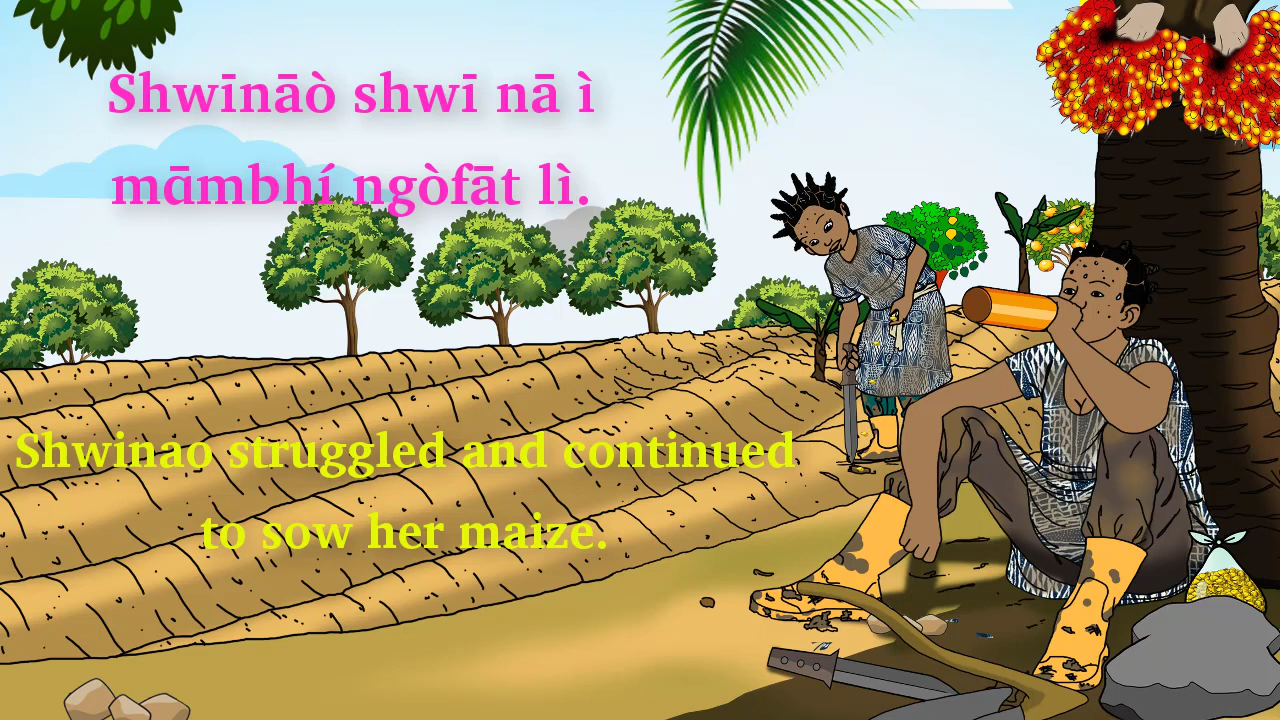 Shwīnāò shwī nā ì
māmbhí ngòfāt lì.
Shwinao struggled and continued
to sow her maize.